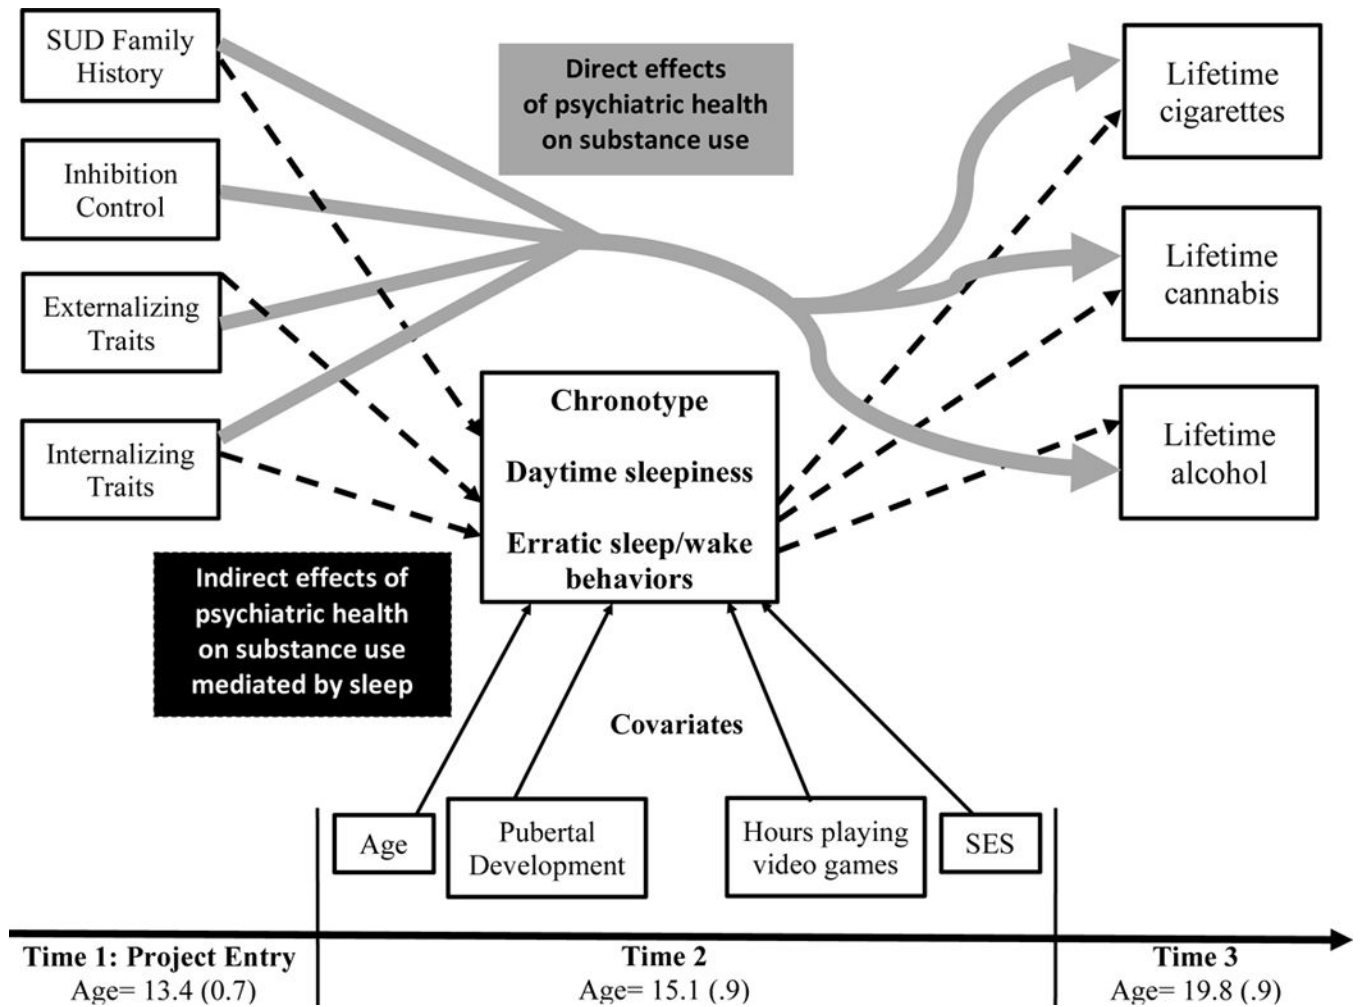 SUD Family
History
Inhibition
Control
Externalizing
Traits
Internalizing
Traits
Direct effects
of psychiatric health
on substance use
Lifetime
cigarettes
Lifetime
cannabis
Lifetime
alcohol
Chronotype
Daytime sleepiness
Erratic sleep/wake
behaviors
Indirect effects of
psychiatric health
on substance use
mediated by sleep
Covariates
Age
Pubertal
Development
Hours playing
video games
SES
Time 1: Project Entry
Age= 13.4 (0.7)
Time 2
Age= 15.1 (.9)
Time 3
Age= 19.8 (.9)